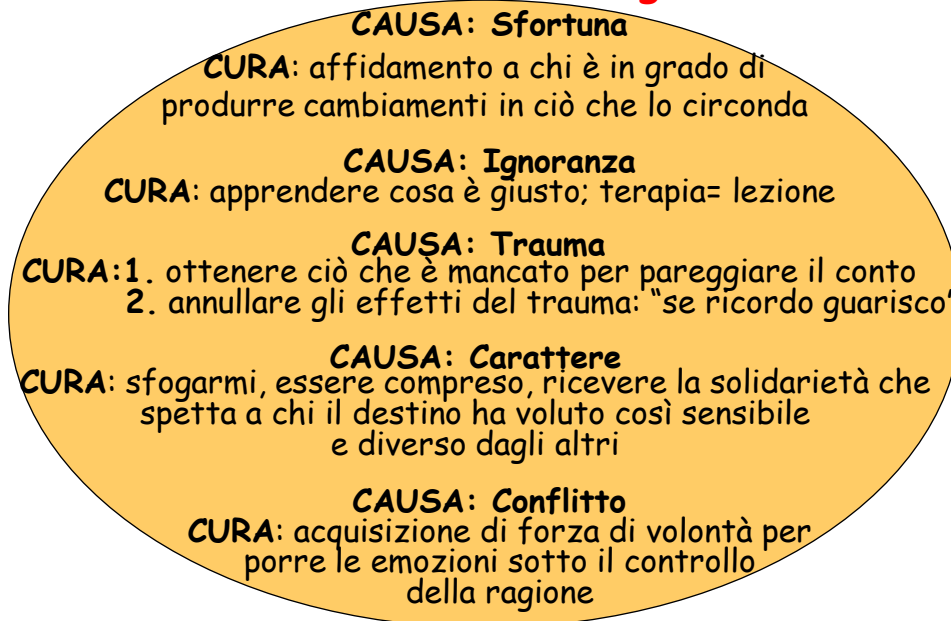 CAUSA: Sfortuna
CURA: affidamento a chi è in grado di
produrre cambiamenti in ciò che lo circonda
CAUSA: Ignoranza
CURA: apprendere cosa è giusto; terapia= lezione
CAUSA: Trauma
CURA:1. ottenere ciò che è mancato per pareggiare il conto
2. annullare gli effetti del trauma: “se ricordo guarisco”
CAUSA: Carattere
CURA: sfogarmi, essere compreso, ricevere la solidarietà che
spetta a chi il destino ha voluto così sensibile
e diverso dagli altri
CAUSA: Conflitto
CURA: acquisizione di forza di volontà per
porre le emozioni sotto il controllo
della ragione